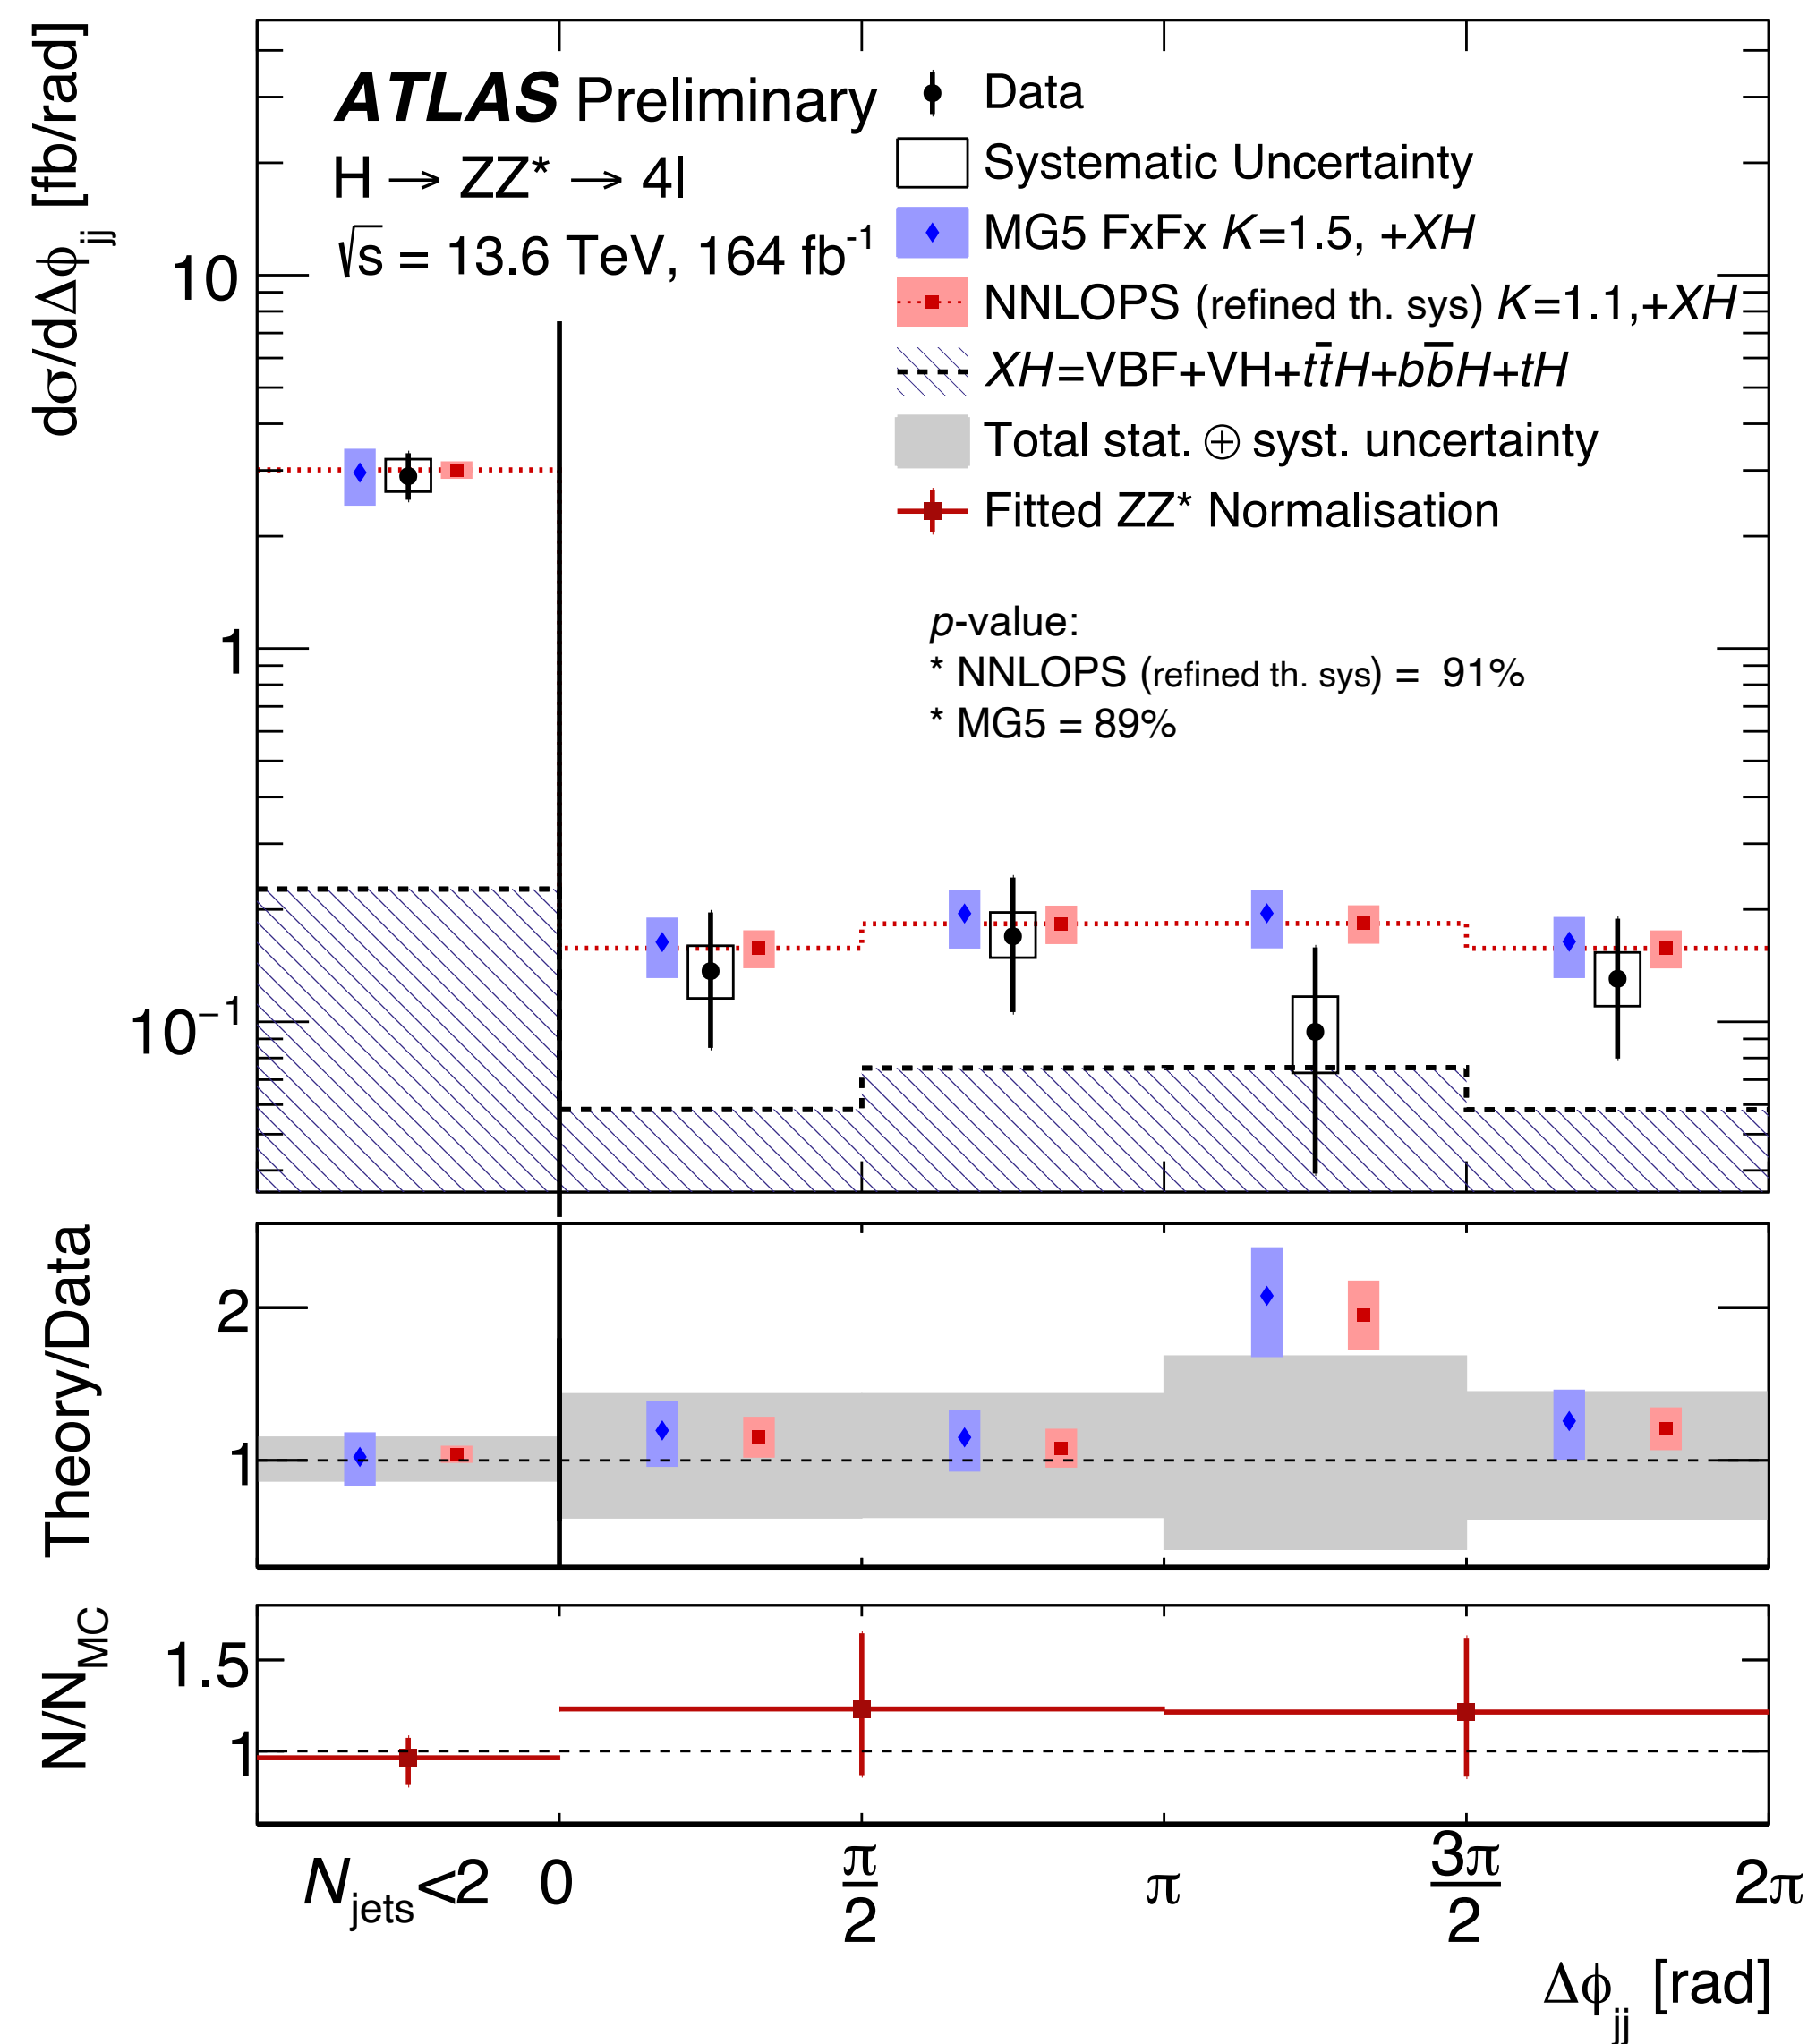 dσ/dΔϕjj [fb/rad]
ATLAS Preliminary
H → ZZ* → 4l
√s = 13.6 TeV, 164 fb-1
Data
Systematic Uncertainty
MG5 FxFx K=1.5, +XH
NNLOPS (refined th. sys) K=1.1,+XH
XH=VBF+VH+tt̄H+bb̄H+tH
Total stat. ⊕ syst. uncertainty
Fitted ZZ* Normalisation
p-value:
* NNLOPS (refined th. sys) = 91%
* MG5 = 89%
10
1
10−1
Theory/Data
2
1
N/NMC
1.5
1
Njets<2 0 π/2 π 3π/2 2π
Δϕjj [rad]